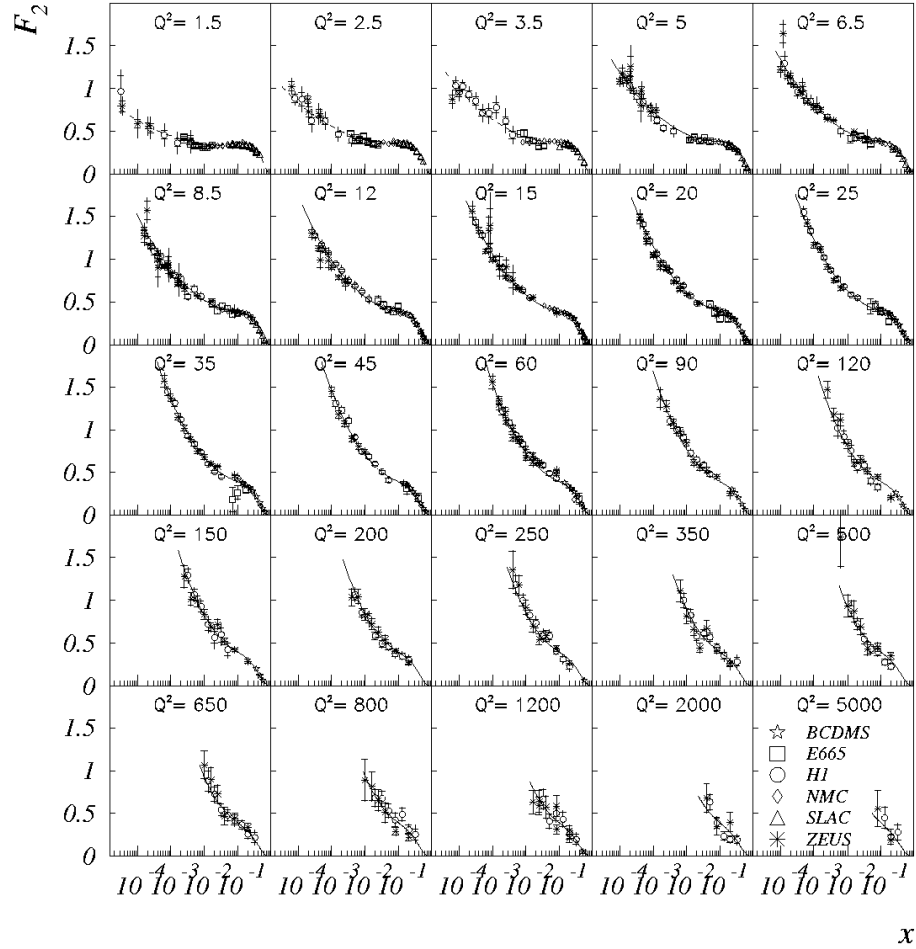 F₂
Q²= 1.5
Q²= 2.5
Q²= 3.5
Q²= 5
Q²= 6.5
1.5
1
0.5
0
Q²= 8.5
Q²= 12
Q²= 15
Q²= 20
Q²= 25
1.5
1
0.5
0
Q²= 35
Q²= 45
Q²= 60
Q²= 90
Q²= 120
1.5
1
0.5
0
Q²= 150
Q²= 200
Q²= 250
Q²= 350
Q²= 500
1.5
1
0.5
0
Q²= 650
Q²= 800
Q²= 1200
Q²= 2000
Q²= 5000
1.5
1
0.5
0
BCDMS
E665
H1
NMC
SLAC
ZEUS
10⁻⁴ 10⁻³ 10⁻² 10⁻¹ 10⁻⁴ 10⁻³ 10⁻² 10⁻¹ 10⁻⁴ 10⁻³ 10⁻² 10⁻¹ 10⁻⁴ 10⁻³ 10⁻² 10⁻¹ 10⁻⁴ 10⁻³ 10⁻² 10⁻¹
x